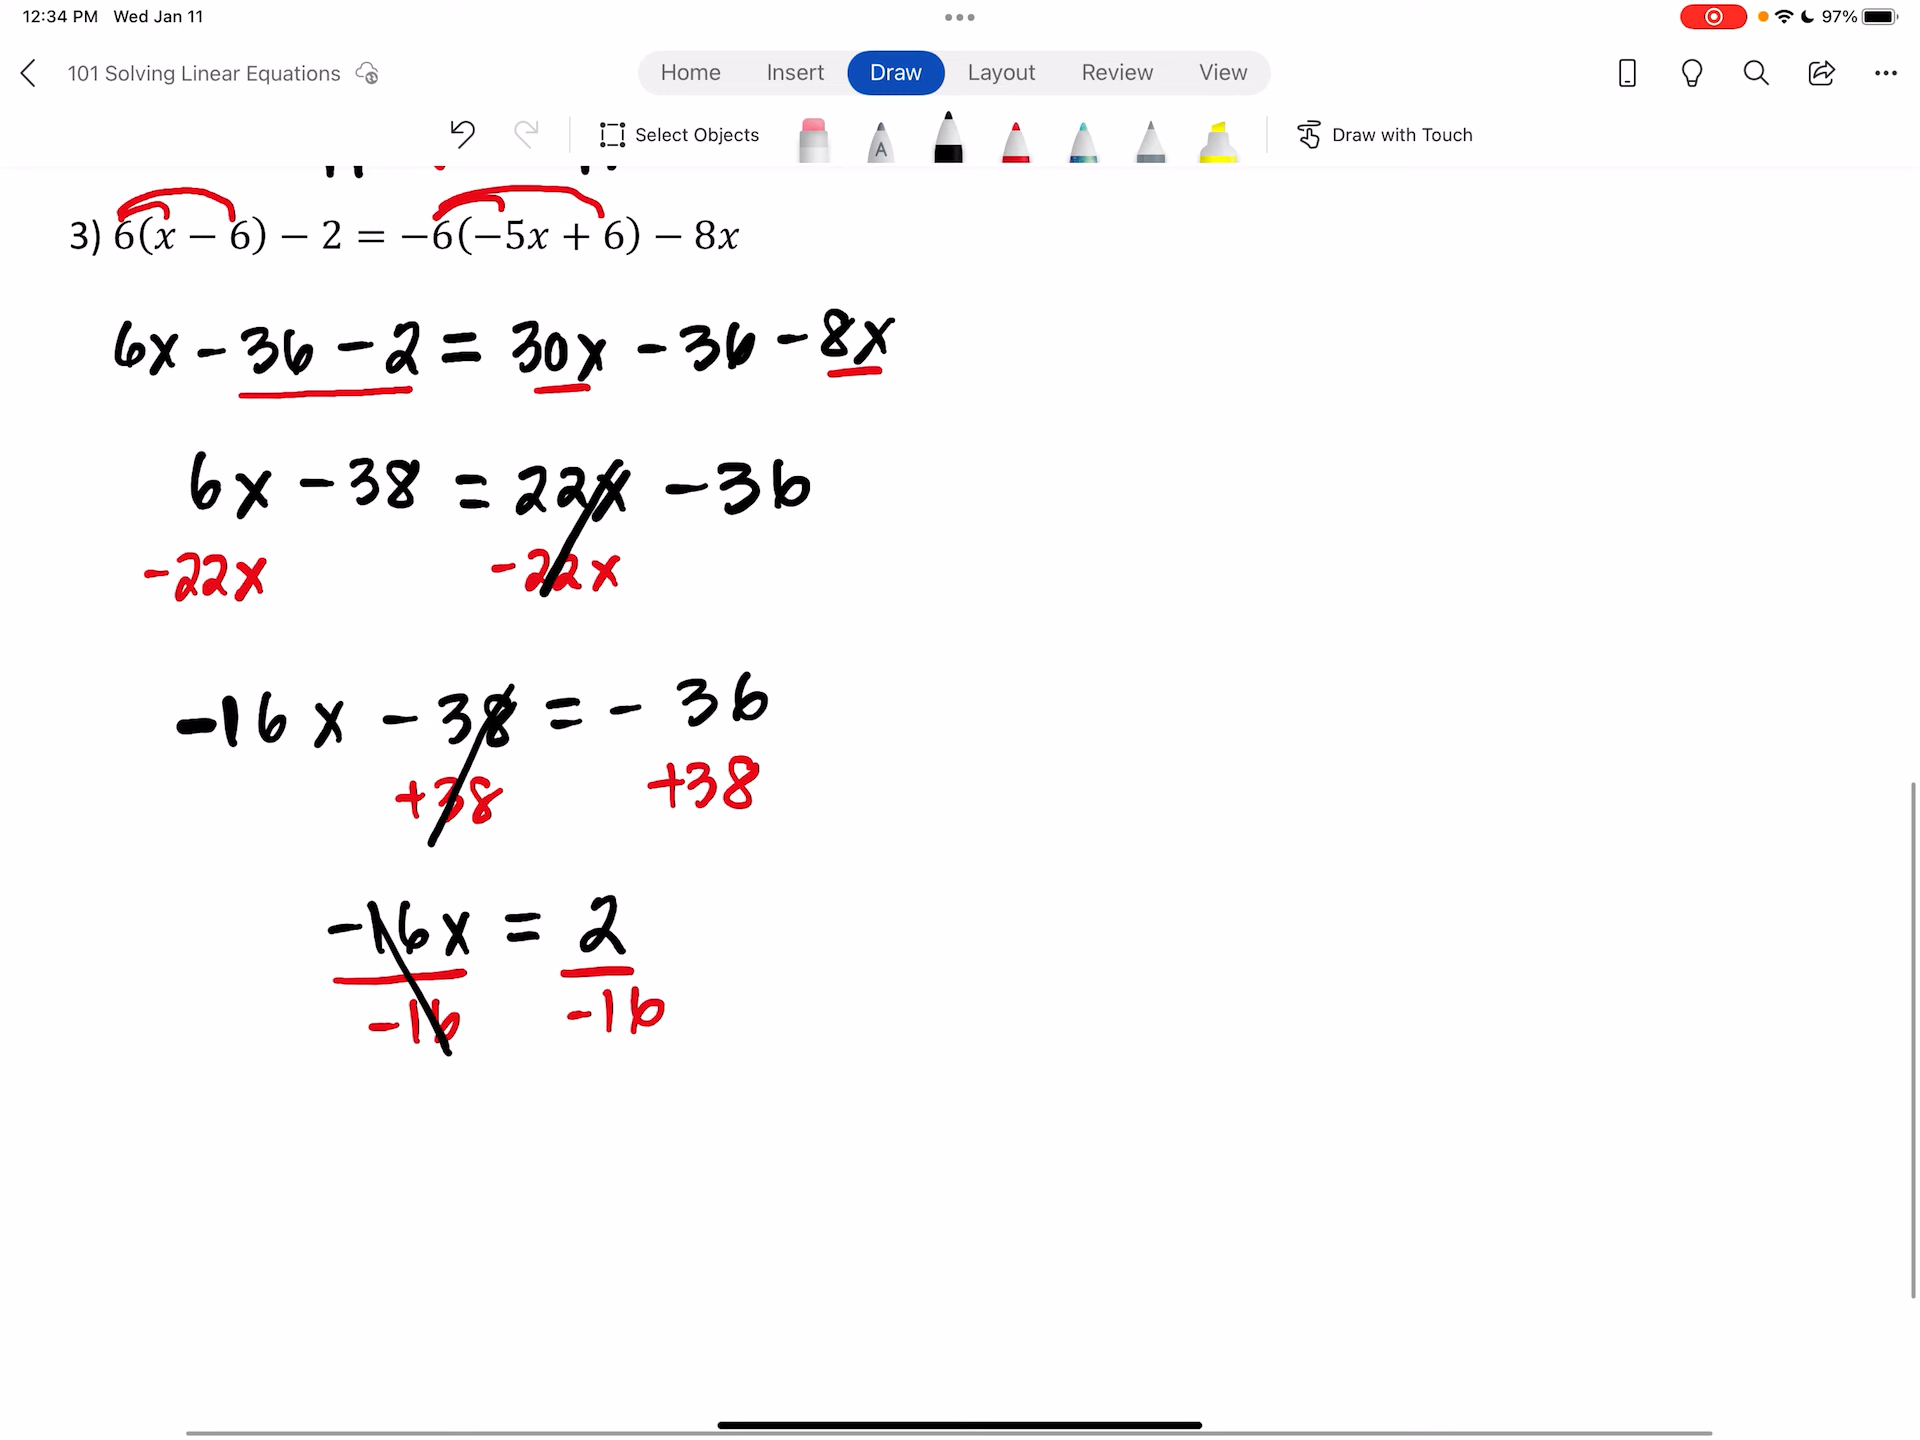 12:34 PM Wed Jan 11 97%
101 Solving Linear Equations Home Insert Draw Layout Review View
Select Objects A Draw with Touch
3) 6(x − 6) − 2 = −6(−5x + 6) − 8x
6x - 36 - 2 = 30x - 36 - 8x
6x - 38 = 22x - 36
-22x -22x
-16x - 38 = - 36
+38 +38
-16x = 2
-16 -16